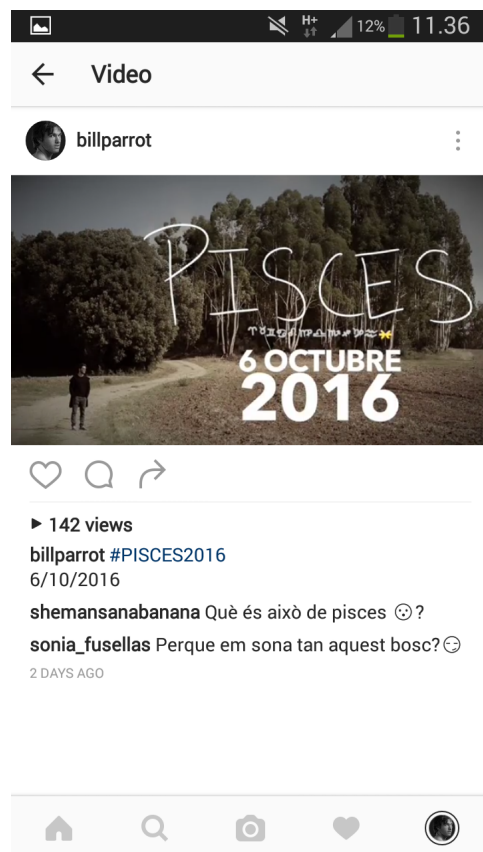 H+
12%
11.36
Video
billparrot
PISCES
♈♉♊♋♌♍♎♏♐♑♒♓
6 OCTUBRE
2016
142 views
billparrot #PISCES2016
6/10/2016
shemansanabanana Què és això de pisces 😮?
sonia_fusellas Perque em sona tan aquest bosc?😏
2 DAYS AGO